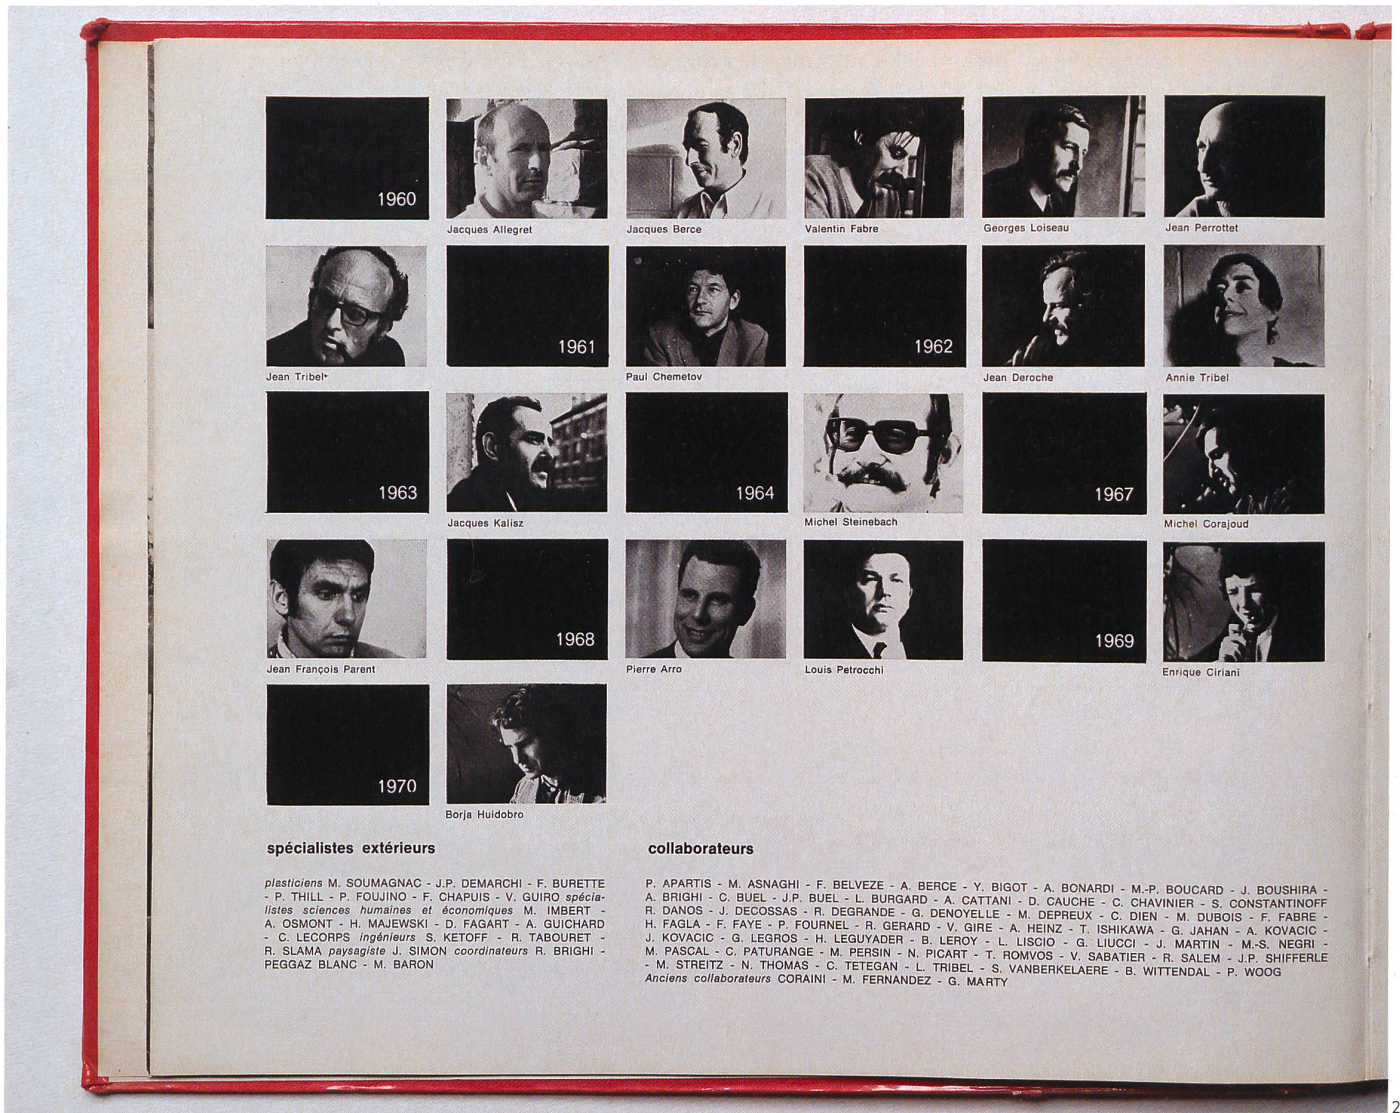 1960
Jacques Allegret
Jacques Berce
Valentin Fabre
Georges Loiseau
Jean Perrottet
Jean Tribel
1961
Paul Chemetov
1962
Jean Deroche
Annie Tribel
1963
Jacques Kalisz
1964
Michel Steinebach
1967
Michel Corajoud
Jean François Parent
1968
Pierre Arro
Louis Petrocchi
1969
Enrique Ciriani
1970
Borja Huidobro
spécialistes extérieurs
plasticiens M. SOUMAGNAC - J.P. DEMARCHI - F. BURETTE
- P. THILL - P. FOUJINO - F. CHAPUIS - V. GUIRO spécia-
listes sciences humaines et économiques M. IMBERT -
A. OSMONT - H. MAJEWSKI - D. FAGART - A. GUICHARD
- C. LECORPS ingénieurs S. KETOFF - R. TABOURET -
R. SLAMA paysagiste J. SIMON coordinateurs R. BRIGHI -
PEGGAZ BLANC - M. BARON
collaborateurs
P. APARTIS - M. ASNAGHI - F. BELVEZE - A. BERCE - Y. BIGOT - A. BONARDI - M.-P. BOUCARD - J. BOUSHIRA -
A. BRIGHI - C. BUEL - J.P. BUEL - L. BURGARD - A. CATTANI - D. CAUCHE - C. CHAVINIER - S. CONSTANTINOFF
R. DANOS - J. DECOSSAS - R. DEGRANDE - G. DENOYELLE - M. DEPREUX - C. DIEN - M. DUBOIS - F. FABRE -
H. FAGLA - F. FAYE - P. FOURNEL - R. GERARD - V. GIRE - A. HEINZ - T. ISHIKAWA - G. JAHAN - A. KOVACIC -
J. KOVACIC - G. LEGROS - H. LEGUYADER - B. LEROY - L. LISCIO - G. LIUCCI - J. MARTIN - M.-S. NEGRI -
M. PASCAL - C. PATURANGE - M. PERSIN - N. PICART - T. ROMVOS - V. SABATIER - R. SALEM - J.P. SHIFFERLE
- M. STREITZ - N. THOMAS - C. TETEGAN - L. TRIBEL - S. VANBERKELAERE - B. WITTENDAL - P. WOOG
Anciens collaborateurs CORAINI - M. FERNANDEZ - G. MARTY
2